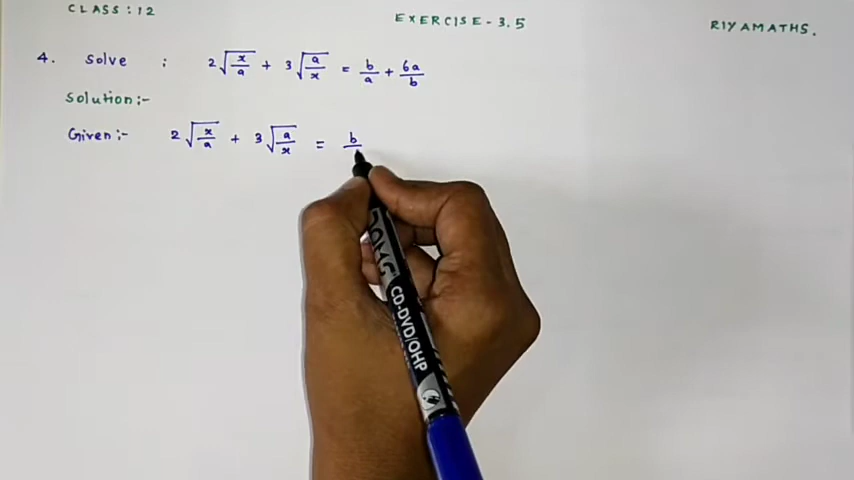 CLASS : 12
EXERCISE - 3.5
RIYAMATHS.
4. Solve : 2√(x/a) + 3√(a/x) = b/a + 6a/b
Solution:-
Given:- 2√(x/a) + 3√(a/x) = b/
CD-DVD/OHP